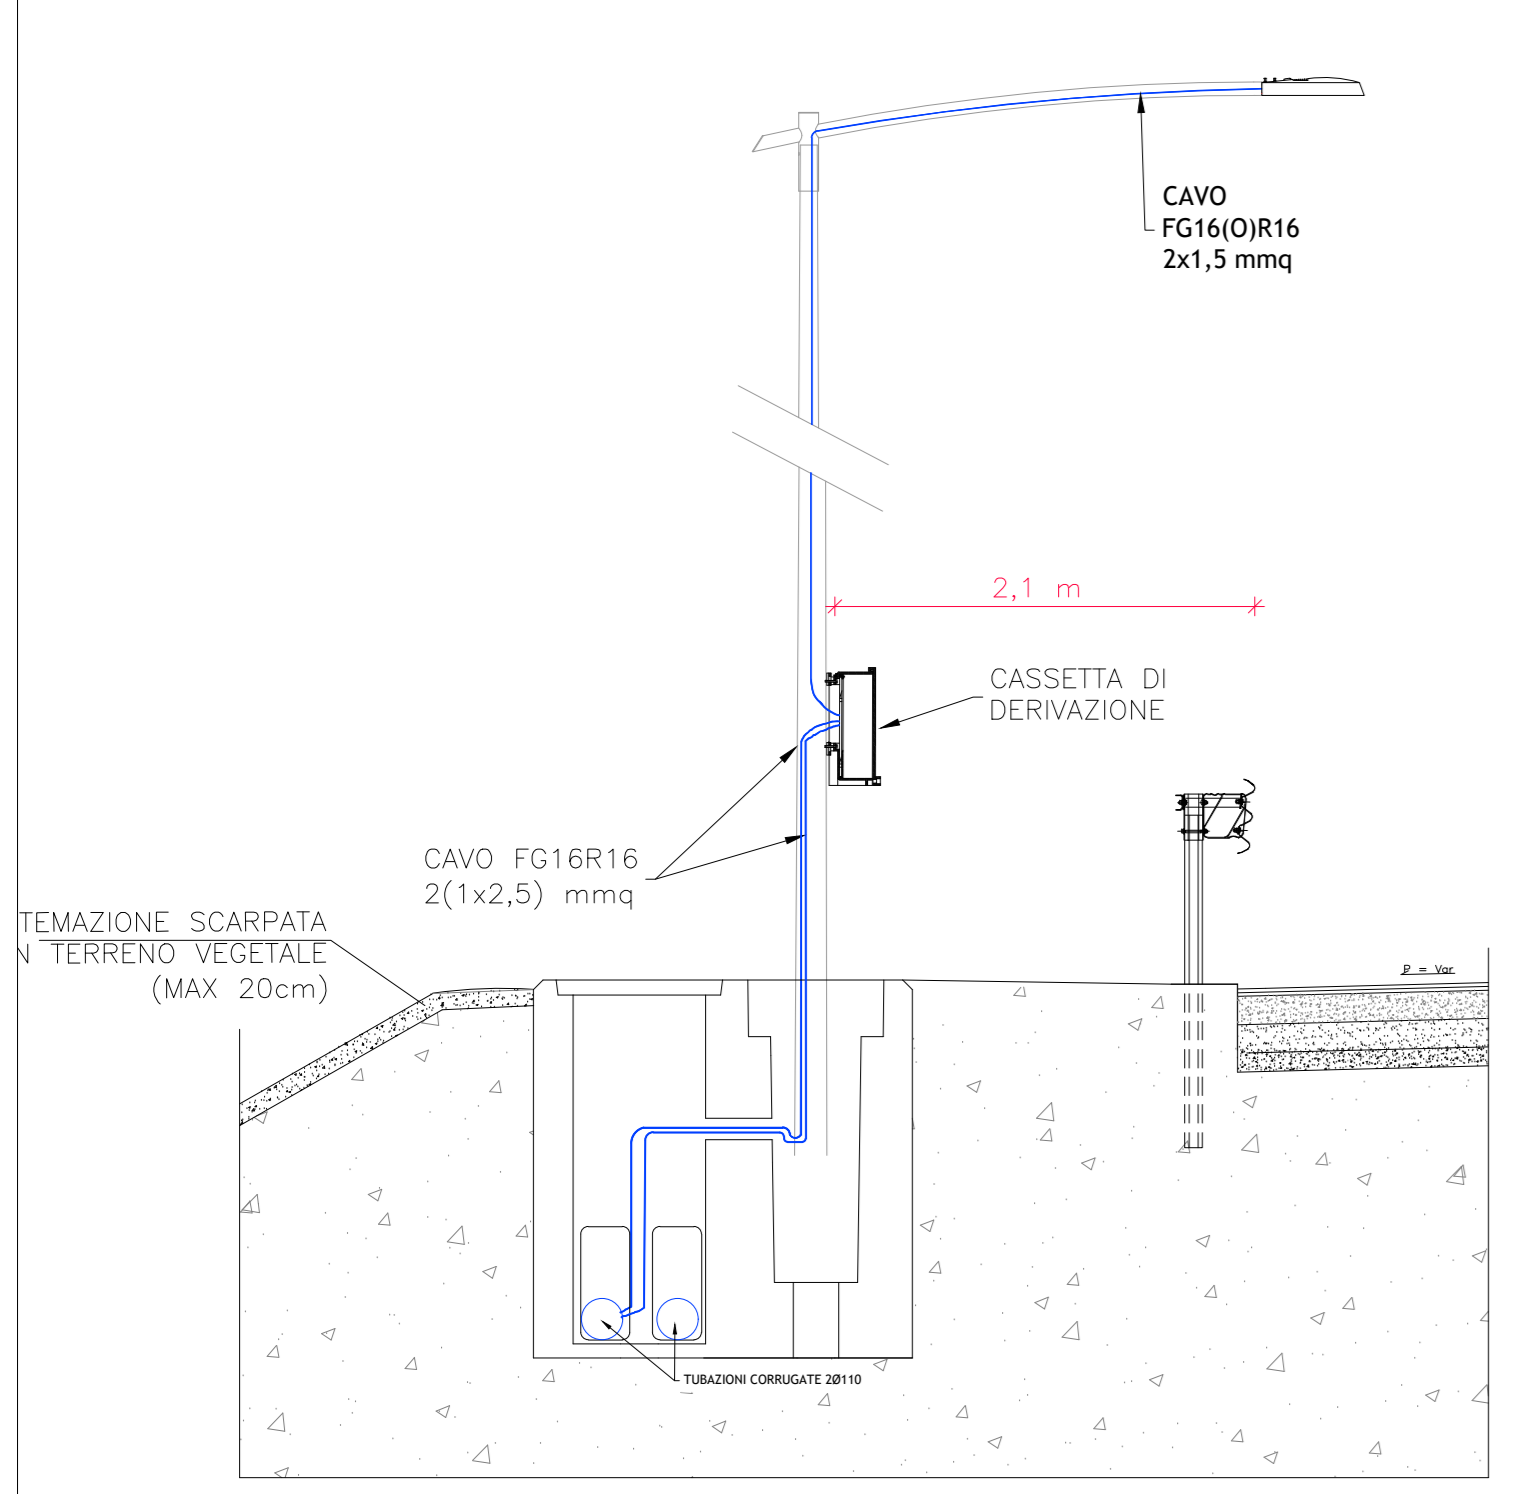 CAVO
FG16(O)R16
2x1,5 mmq
2,1 m
CASSETTA DI
DERIVAZIONE
CAVO FG16R16
2(1x2,5) mmq
TEMAZIONE SCARPATA
N TERRENO VEGETALE
(MAX 20cm)
P = Var
TUBAZIONI CORRUGATE 2Ø110